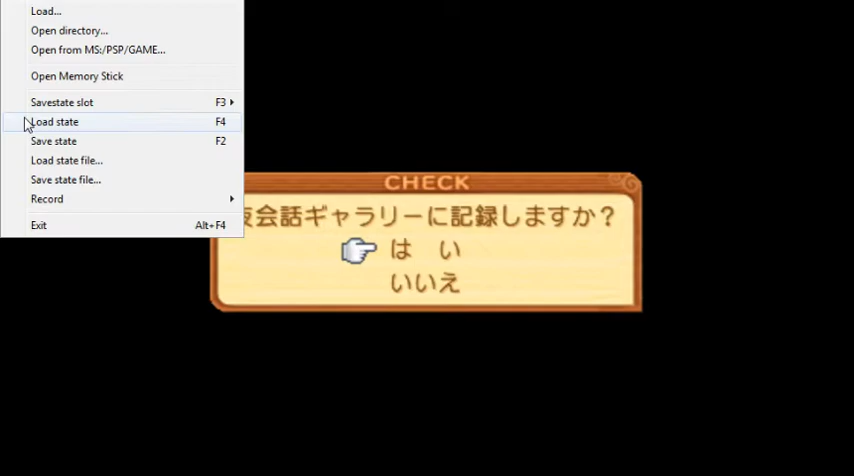 Load...
Open directory...
Open from MS:/PSP/GAME...
Open Memory Stick
Savestate slot F3
Load state F4
Save state F2
Load state file...
Save state file...
Record
Exit Alt+F4
CHECK
会話ギャラリーに記録しますか？
は い
いいえ